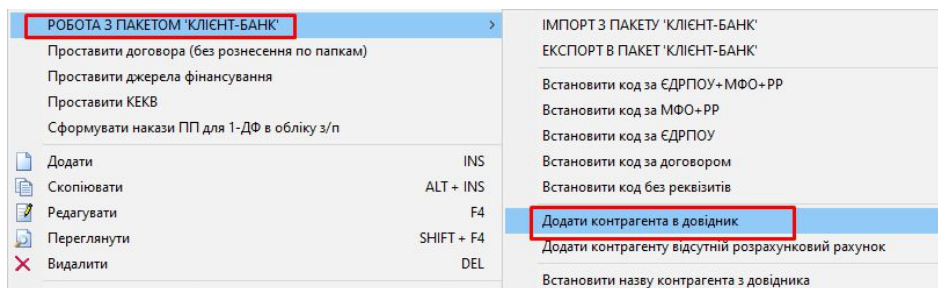 РОБОТА З ПАКЕТОМ 'КЛІЄНТ-БАНК'
Проставити договора (без рознесення по папкам)
Проставити джерела фінансування
Проставити КЕКВ
Сформувати накази ПП для 1-ДФ в обліку з/п
Додати INS
Скопіювати ALT + INS
Редагувати F4
Переглянути SHIFT + F4
Видалити DEL
ІМПОРТ З ПАКЕТУ 'КЛІЄНТ-БАНК'
ЕКСПОРТ В ПАКЕТ 'КЛІЄНТ-БАНК'
Встановити код за ЄДРПОУ+МФО+РР
Встановити код за МФО+РР
Встановити код за ЄДРПОУ
Встановити код за договором
Встановити код без реквізитів
Додати контрагента в довідник
Додати контрагенту відсутній розрахунковий рахунок
Встановити назву контрагента з довідника